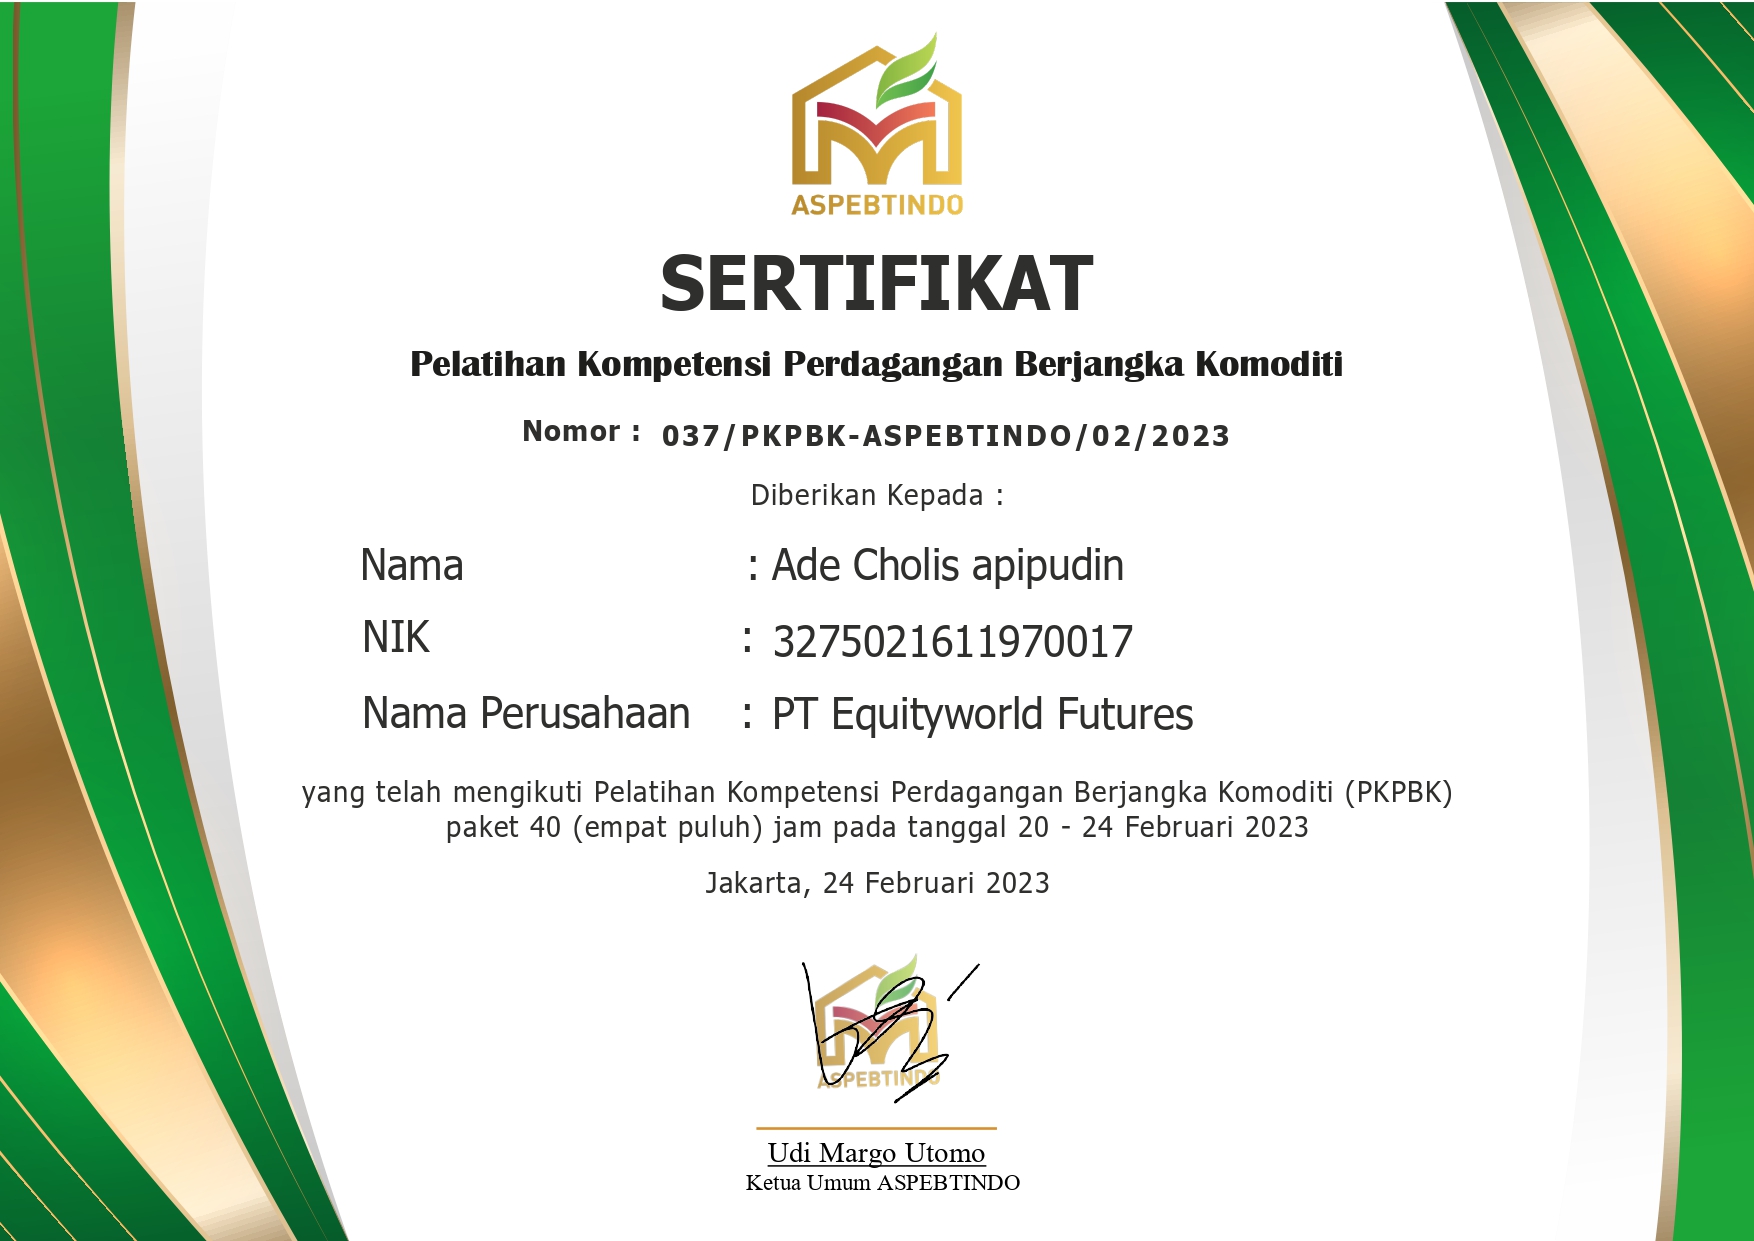 ASPEBTINDO
SERTIFIKAT
Pelatihan Kompetensi Perdagangan Berjangka Komoditi
Nomor : 037/PKPBK-ASPEBTINDO/02/2023
Diberikan Kepada :
Nama : Ade Cholis apipudin
NIK : 3275021611970017
Nama Perusahaan : PT Equityworld Futures
yang telah mengikuti Pelatihan Kompetensi Perdagangan Berjangka Komoditi (PKPBK)
paket 40 (empat puluh) jam pada tanggal 20 - 24 Februari 2023
Jakarta, 24 Februari 2023
ASPEBTINDO
Udi Margo Utomo
Ketua Umum ASPEBTINDO